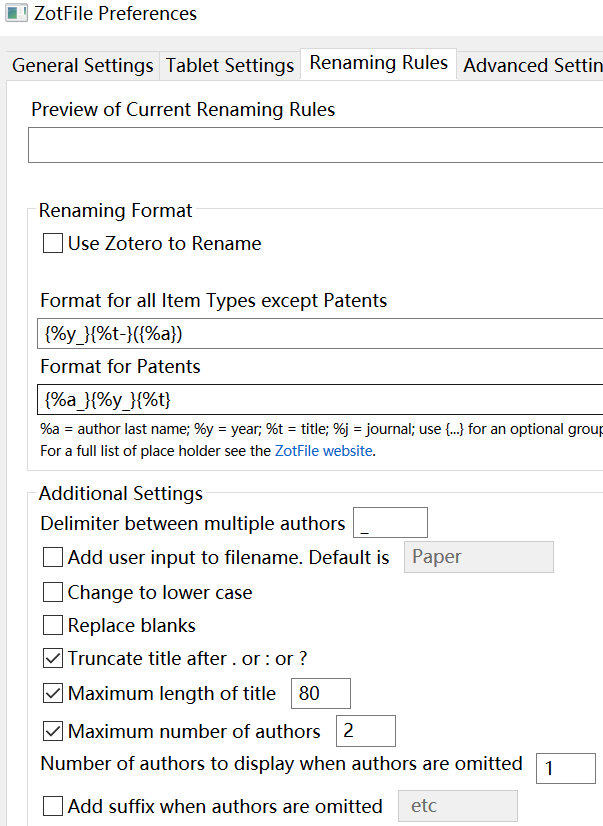 ZotFile Preferences
General Settings Tablet Settings Renaming Rules Advanced Settin
Preview of Current Renaming Rules
Renaming Format
Use Zotero to Rename
Format for all Item Types except Patents
{%y_}{%t-}({%a})
Format for Patents
{%a_}{%y_}{%t}
%a = author last name; %y = year; %t = title; %j = journal; use {...} for an optional group
For a full list of place holder see the ZotFile website.
Additional Settings
Delimiter between multiple authors _
Add user input to filename. Default is Paper
Change to lower case
Replace blanks
Truncate title after . or : or ?
Maximum length of title 80
Maximum number of authors 2
Number of authors to display when authors are omitted 1
Add suffix when authors are omitted etc